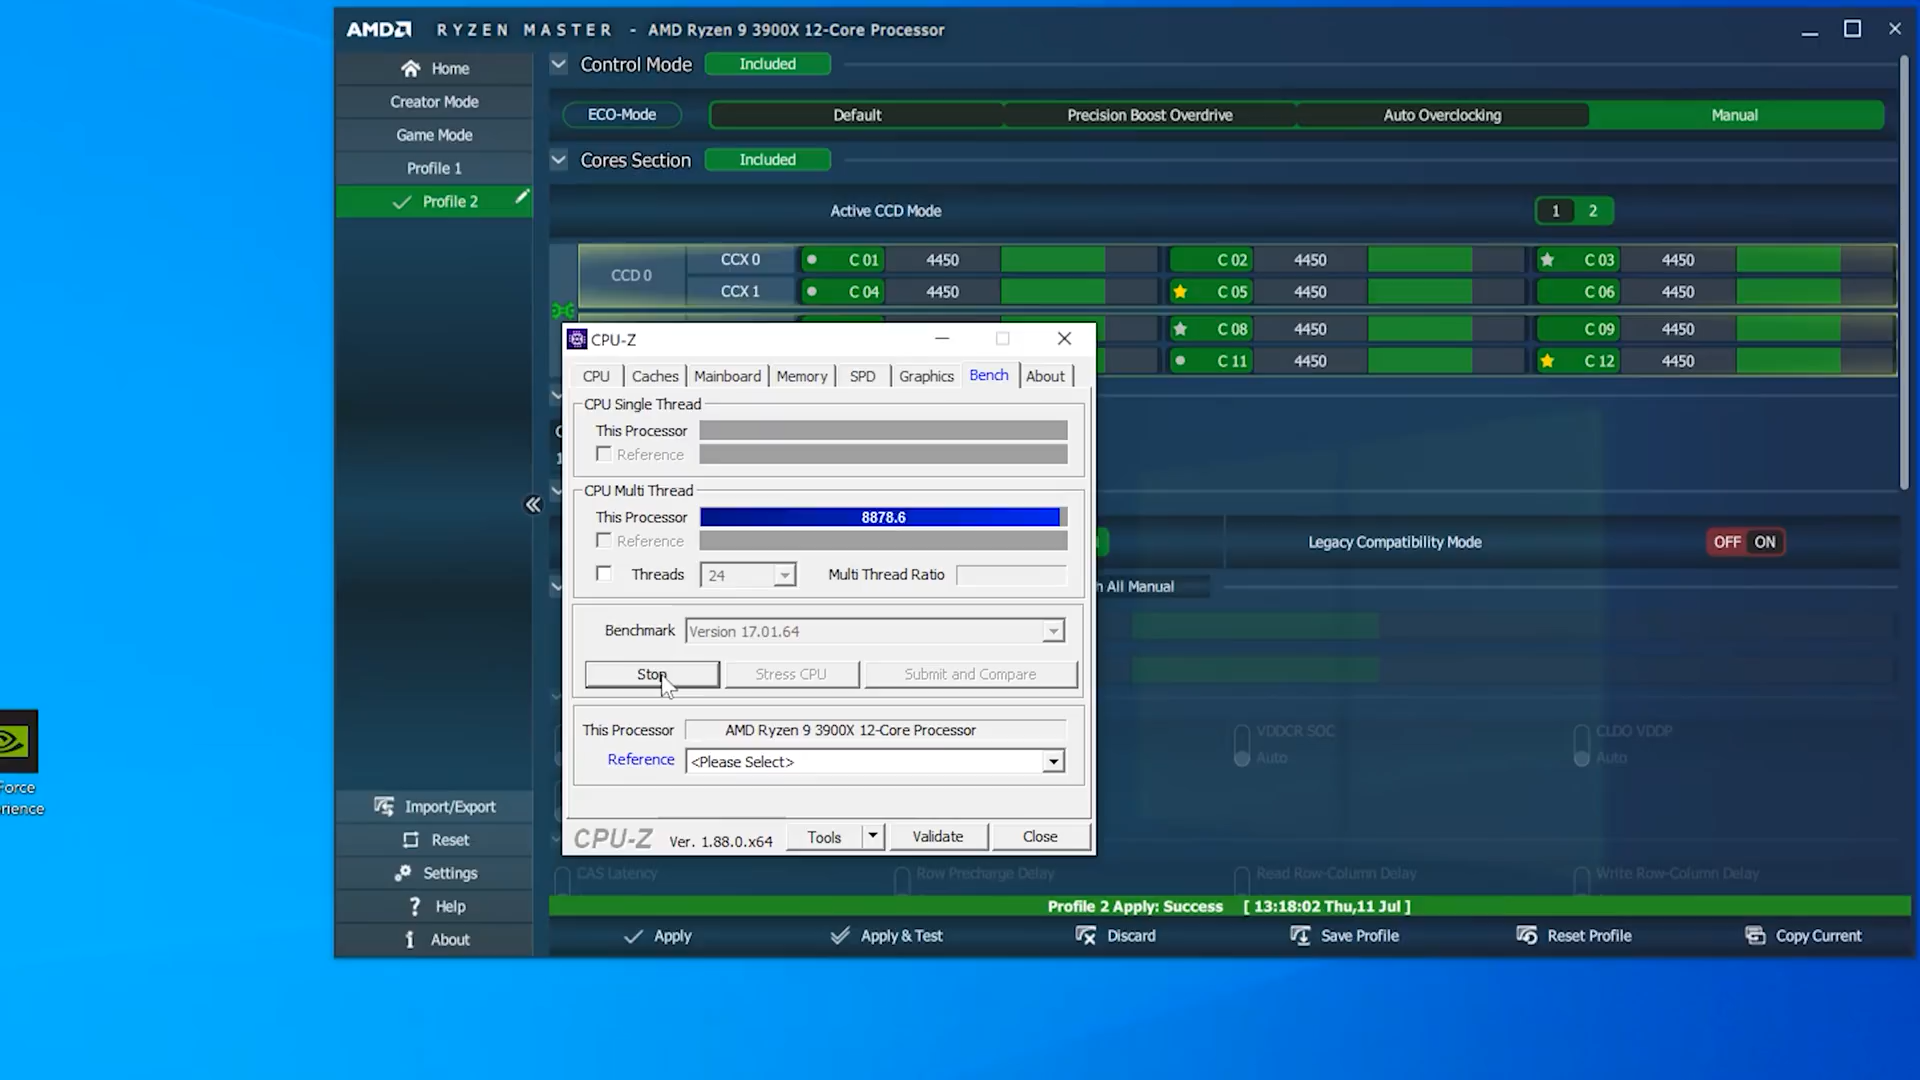 AMD RYZEN MASTER - AMD Ryzen 9 3900X 12-Core Processor
Home
Creator Mode
Game Mode
Profile 1
Profile 2
Import/Export
Reset
Settings
Help
About
Control Mode Included
ECO-Mode Default Precision Boost Overdrive Auto Overclocking Manual
Cores Section Included
Active CCD Mode 1 2
CCD 0
CCX 0 C 01 4450 C 02 4450 C 03 4450
CCX 1 C 04 4450 C 05 4450 C 06 4450
C 08 4450 C 09 4450
C 11 4450 C 12 4450
Legacy Compatibility Mode OFF ON
All Manual
VDDCR SOC CLDO VDDP
Auto Auto
CAS Latency Row Precharge Delay Read Row-Column Delay Write Row-Column Delay
Profile 2 Apply: Success [ 13:18:02 Thu,11 Jul ]
Apply Apply & Test Discard Save Profile Reset Profile Copy Current
CPU-Z
CPU Caches Mainboard Memory SPD Graphics Bench About
CPU Single Thread
This Processor
Reference
CPU Multi Thread
This Processor 8878.6
Reference
Threads 24 Multi Thread Ratio
Benchmark Version 17.01.64
Stop Stress CPU Submit and Compare
This Processor AMD Ryzen 9 3900X 12-Core Processor
Reference <Please Select>
CPU-Z Ver. 1.88.0.x64 Tools Validate Close
Force
rience